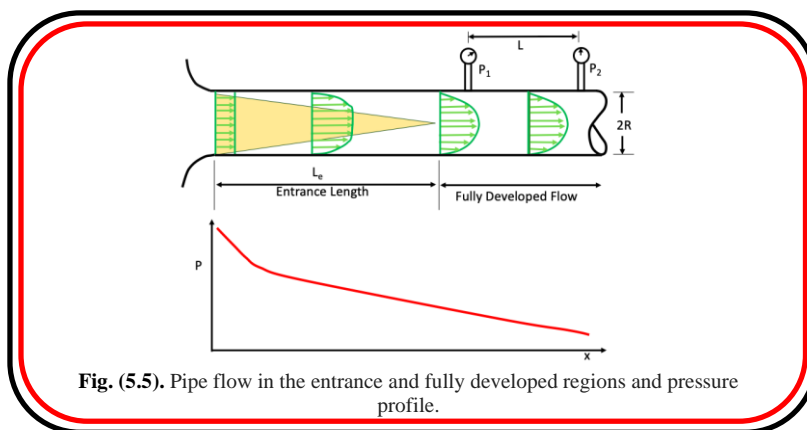 L
P₁
P₂
2R
Lₑ
Entrance Length
Fully Developed Flow
P
x
Fig. (5.5). Pipe flow in the entrance and fully developed regions and pressure
profile.